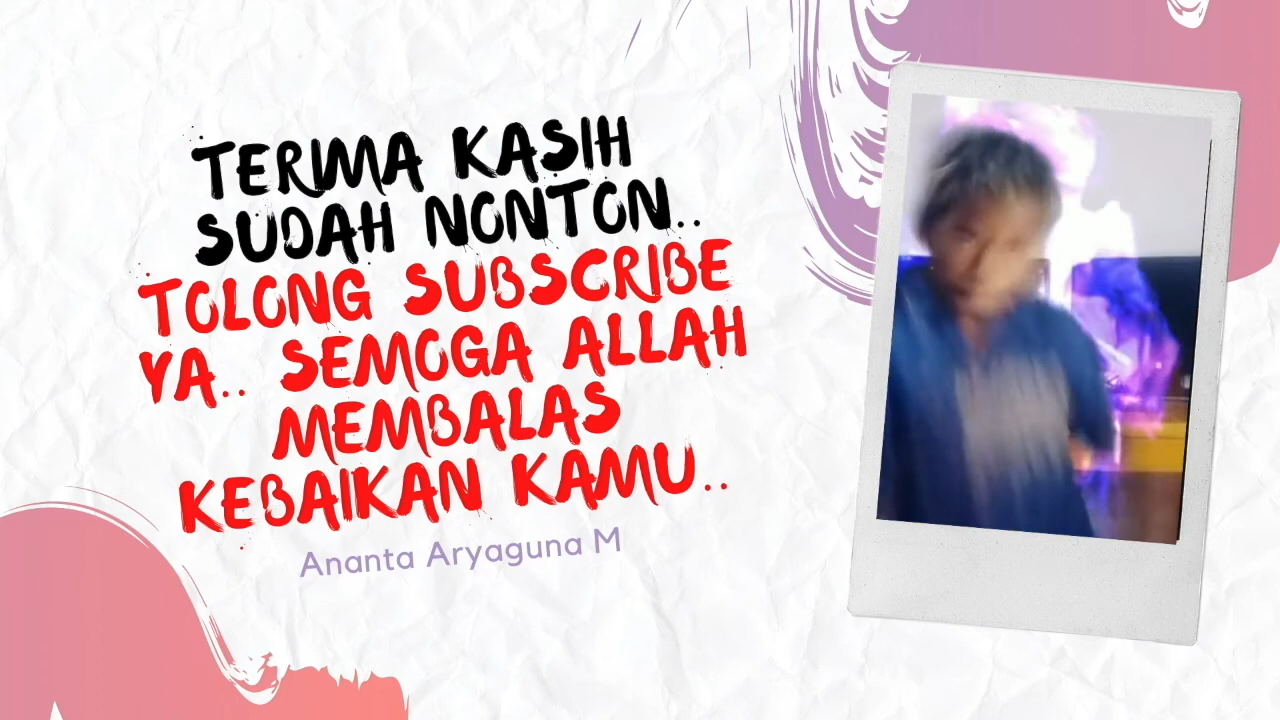 TERIMA KASIH
SUDAH NONTON..
TOLONG SUBSCRIBE
YA.. SEMOGA ALLAH
MEMBALAS
KEBAIKAN KAMU..
Ananta Aryaguna M